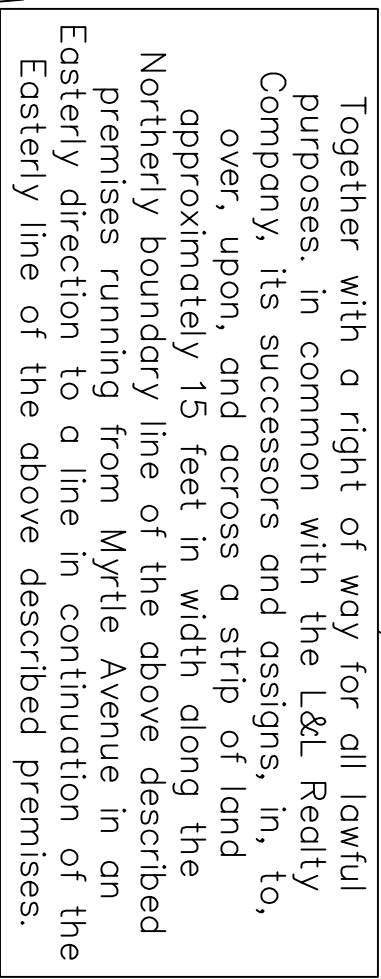 Together with a right of way for all lawful
purposes. in common with the L&L Realty
Company, its successors and assigns, in, to,
over, upon, and across a strip of land
approximately 15 feet in width along the
Northerly boundary line of the above described
premises running from Myrtle Avenue in an
Easterly direction to a line in continuation of the
Easterly line of the above described premises.